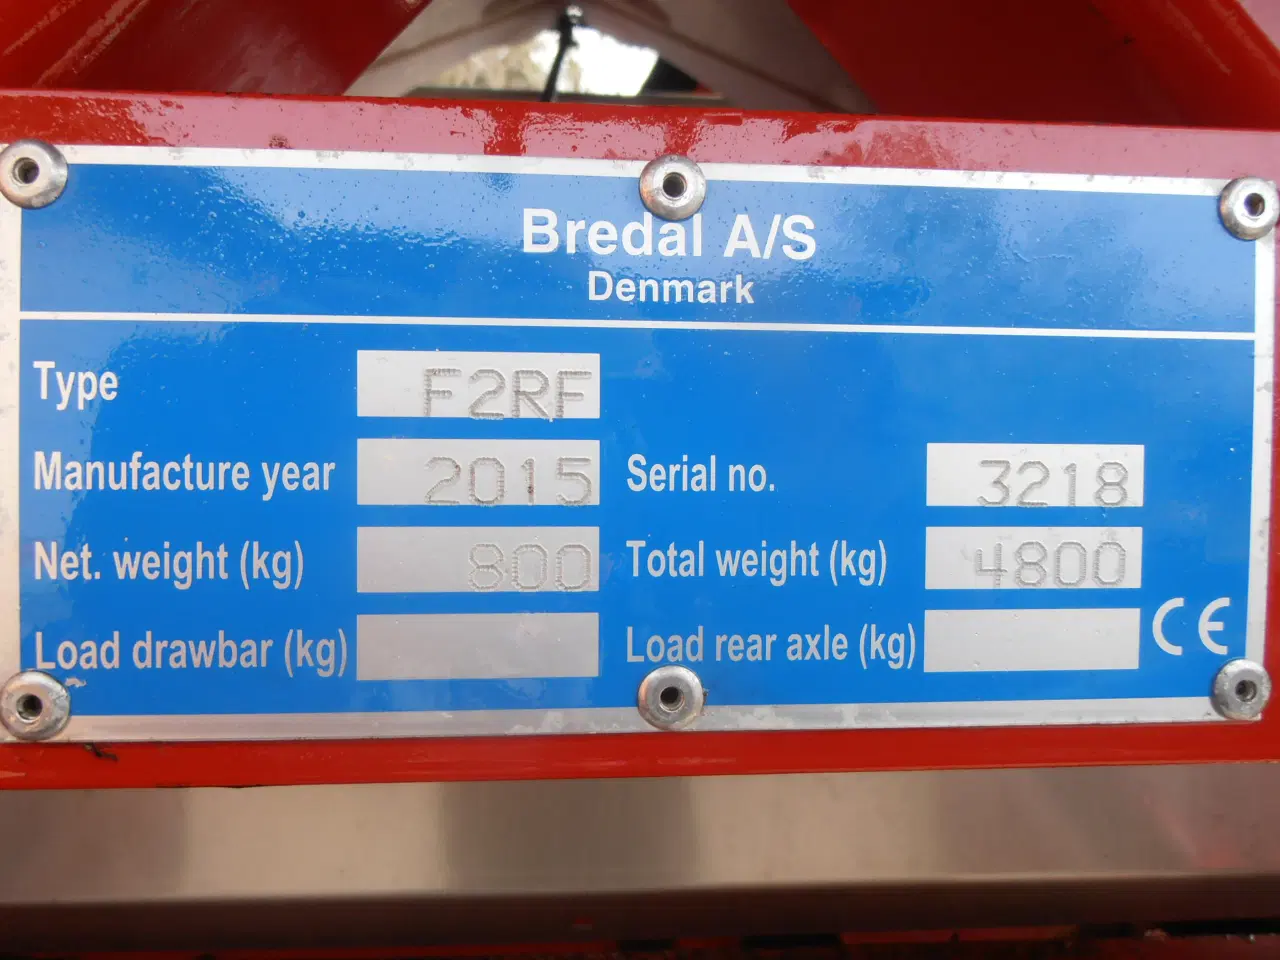 Bredal A/S
Denmark
Type F2RF
Manufacture year 2015 Serial no. 3218
Net. weight (kg) 800 Total weight (kg) 4800
Load drawbar (kg) Load rear axle (kg) CE